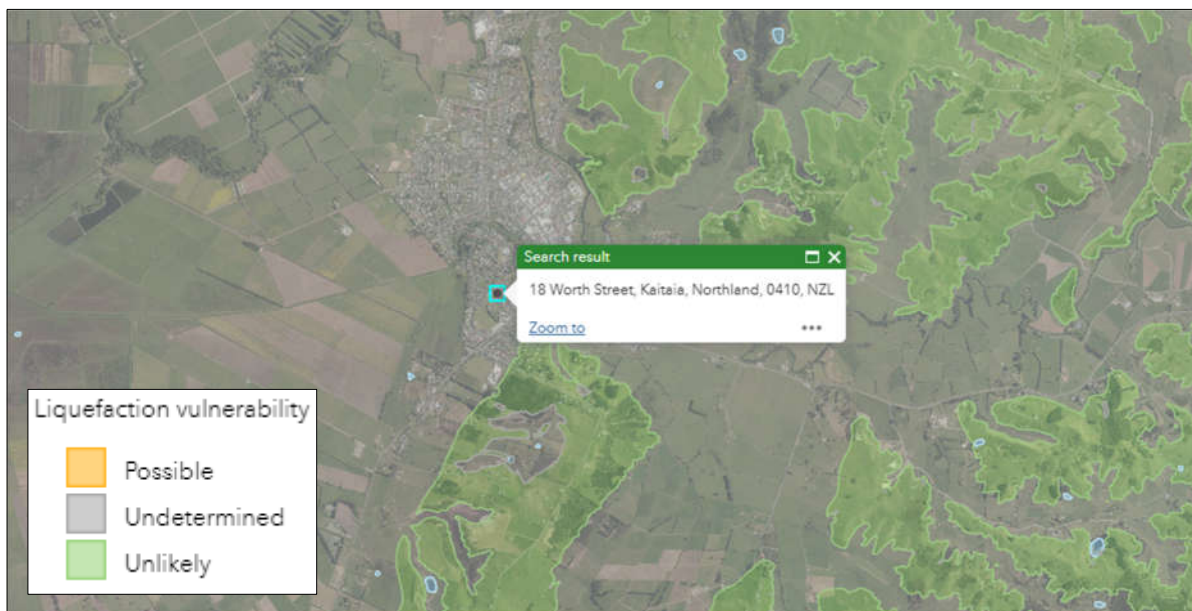 Search result
18 Worth Street, Kaitaia, Northland, 0410, NZL
Zoom to
Liquefaction vulnerability
Possible
Undetermined
Unlikely